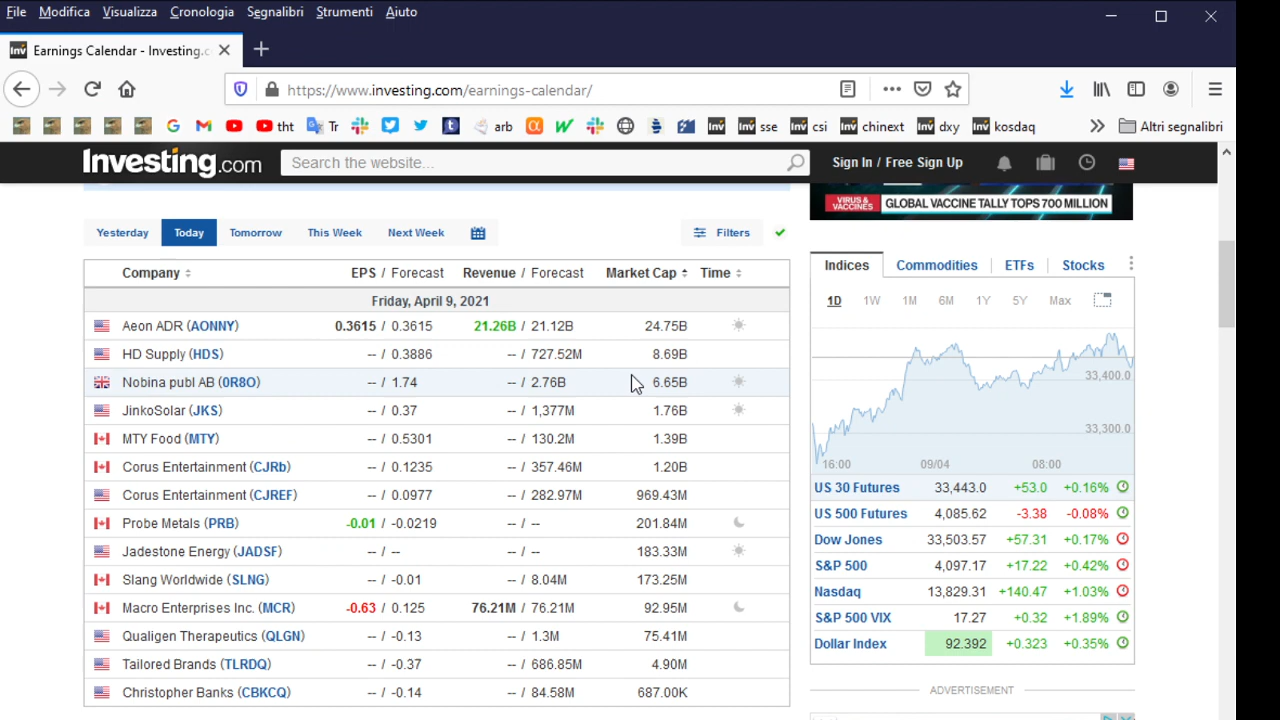 File Modifica Visualizza Cronologia Segnalibri Strumenti Aiuto
Inv Earnings Calendar - Investing.c
https://www.investing.com/earnings-calendar/
G tht Tr t arb Inv Inv sse Inv csi Inv chinext Inv dxy Inv kosdaq Altri segnalibri
Investing.com Search the website... Sign In / Free Sign Up
VIRUS & VACCINES GLOBAL VACCINE TALLY TOPS 700 MILLION
Yesterday Today Tomorrow This Week Next Week Filters
Company EPS / Forecast Revenue / Forecast Market Cap Time
Friday, April 9, 2021
Aeon ADR (AONNY) 0.3615 / 0.3615 21.26B / 21.12B 24.75B
HD Supply (HDS) -- / 0.3886 -- / 727.52M 8.69B
Nobina publ AB (0R8O) -- / 1.74 -- / 2.76B 6.65B
JinkoSolar (JKS) -- / 0.37 -- / 1,377M 1.76B
MTY Food (MTY) -- / 0.5301 -- / 130.2M 1.39B
Corus Entertainment (CJRb) -- / 0.1235 -- / 357.46M 1.20B
Corus Entertainment (CJREF) -- / 0.0977 -- / 282.97M 969.43M
Probe Metals (PRB) -0.01 / -0.0219 -- / -- 201.84M
Jadestone Energy (JADSF) -- / -- -- / -- 183.33M
Slang Worldwide (SLNG) -- / -0.01 -- / 8.04M 173.25M
Macro Enterprises Inc. (MCR) -0.63 / 0.125 76.21M / 76.21M 92.95M
Qualigen Therapeutics (QLGN) -- / -0.13 -- / 1.3M 75.41M
Tailored Brands (TLRDQ) -- / -0.37 -- / 686.85M 4.90M
Christopher Banks (CBKCQ) -- / -0.14 -- / 84.58M 687.00K
Indices Commodities ETFs Stocks
1D 1W 1M 6M 1Y 5Y Max
33,400.0
33,300.0
16:00 09/04 08:00
US 30 Futures 33,443.0 +53.0 +0.16%
US 500 Futures 4,085.62 -3.38 -0.08%
Dow Jones 33,503.57 +57.31 +0.17%
S&P 500 4,097.17 +17.22 +0.42%
Nasdaq 13,829.31 +140.47 +1.03%
S&P 500 VIX 17.27 +0.32 +1.89%
Dollar Index 92.392 +0.323 +0.35%
ADVERTISEMENT